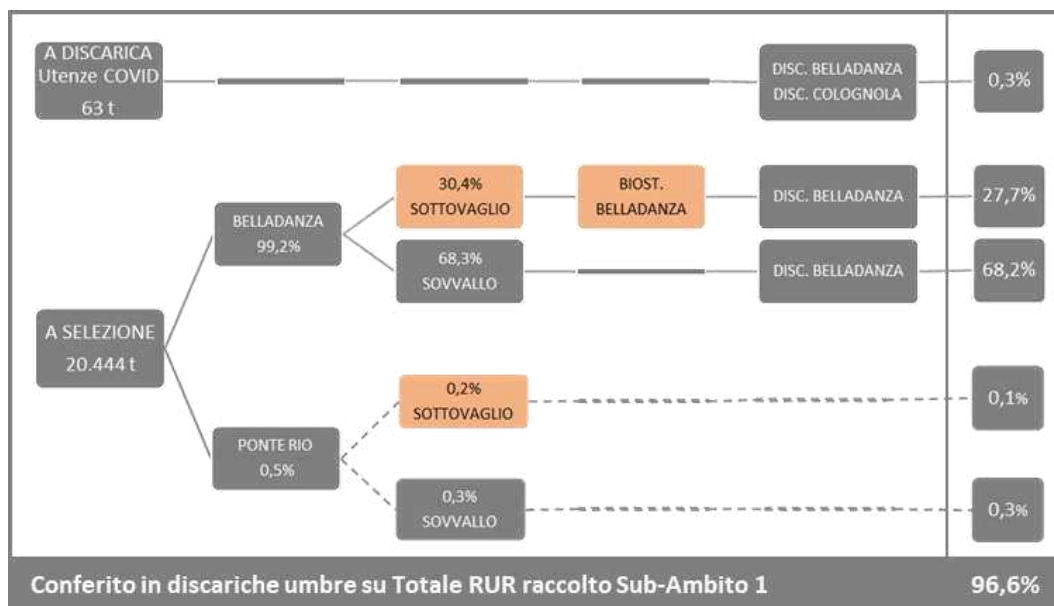 A DISCARICA
Utenze COVID
63 t
DISC. BELLADANZA
DISC. COLOGNOLA
0,3%
30,4%
SOTTOVAGLIO
BIOST.
BELLADANZA
DISC. BELLADANZA
27,7%
BELLADANZA
99,2%
68,3%
SOVVALLO
DISC. BELLADANZA
68,2%
A SELEZIONE
20.444 t
0,2%
SOTTOVAGLIO
0,1%
PONTE RIO
0,5%
0,3%
SOVVALLO
0,3%
Conferito in discariche umbre su Totale RUR raccolto Sub-Ambito 1
96,6%